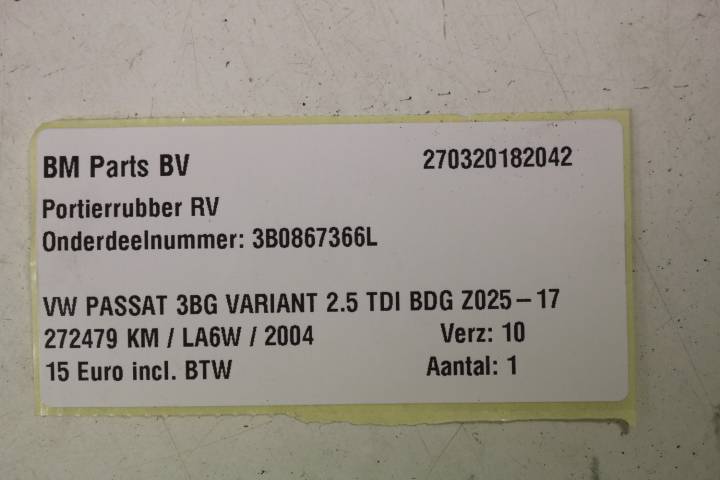 BM Parts BV 270320182042
Portierrubber RV
Onderdeelnummer: 3B0867366L
VW PASSAT 3BG VARIANT 2.5 TDI BDG Z025-17
272479 KM / LA6W / 2004 Verz: 10
15 Euro incl. BTW Aantal: 1